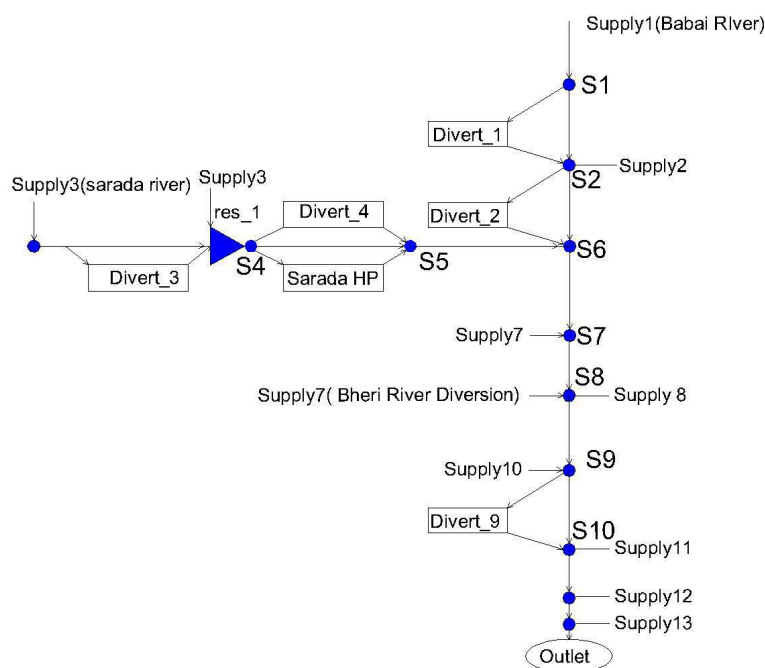 Supply1(Babai RIver)
S1
Divert_1
Supply2
S2
Supply3(sarada river)
Supply3
res_1
Divert_4
Divert_2
S4
S5
S6
Divert_3
Sarada HP
Supply7
S7
S8
Supply7( Bheri River Diversion)
Supply 8
S9
Supply10
Divert_9
S10
Supply11
Supply12
Supply13
Outlet